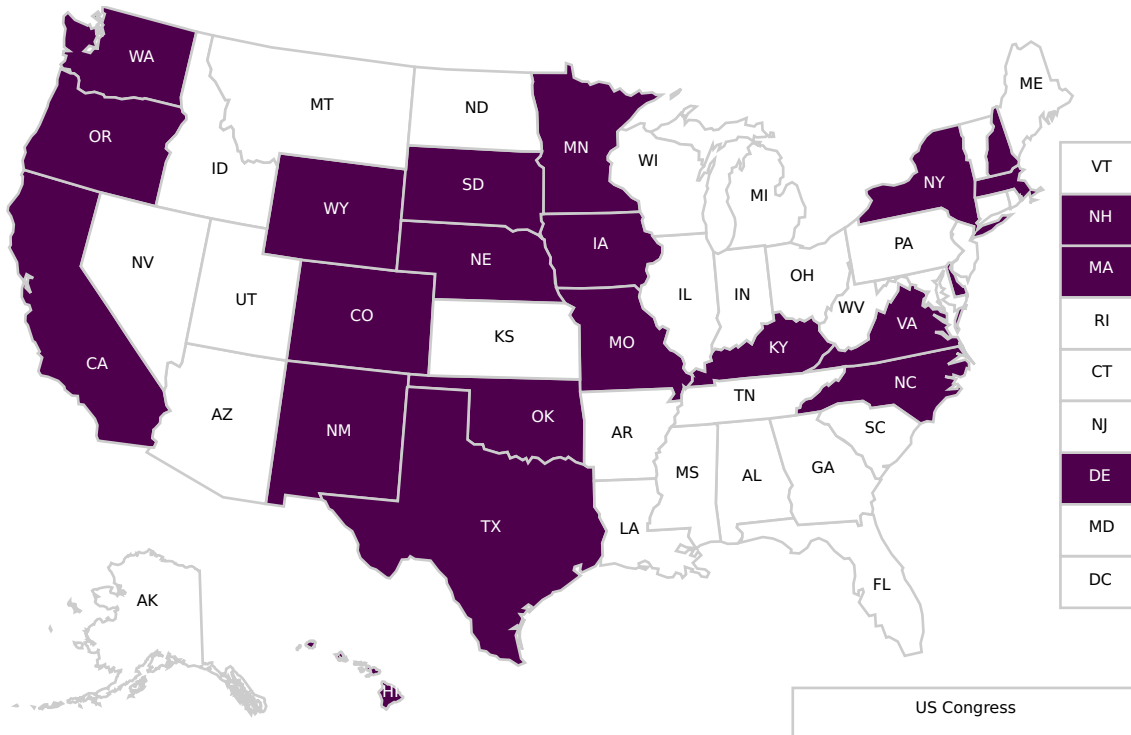 WA
MT
ND
ME
OR
MN
ID
WI
SD
NY
VT
WY
MI
NH
IA
PA
NV
NE
MA
OH
UT
IL
IN
WV
CO
VA
RI
KS
MO
KY
CA
CT
NC
TN
AZ
OK
NJ
NM
AR
SC
GA
MS
AL
DE
TX
LA
MD
DC
FL
AK
HI
US Congress